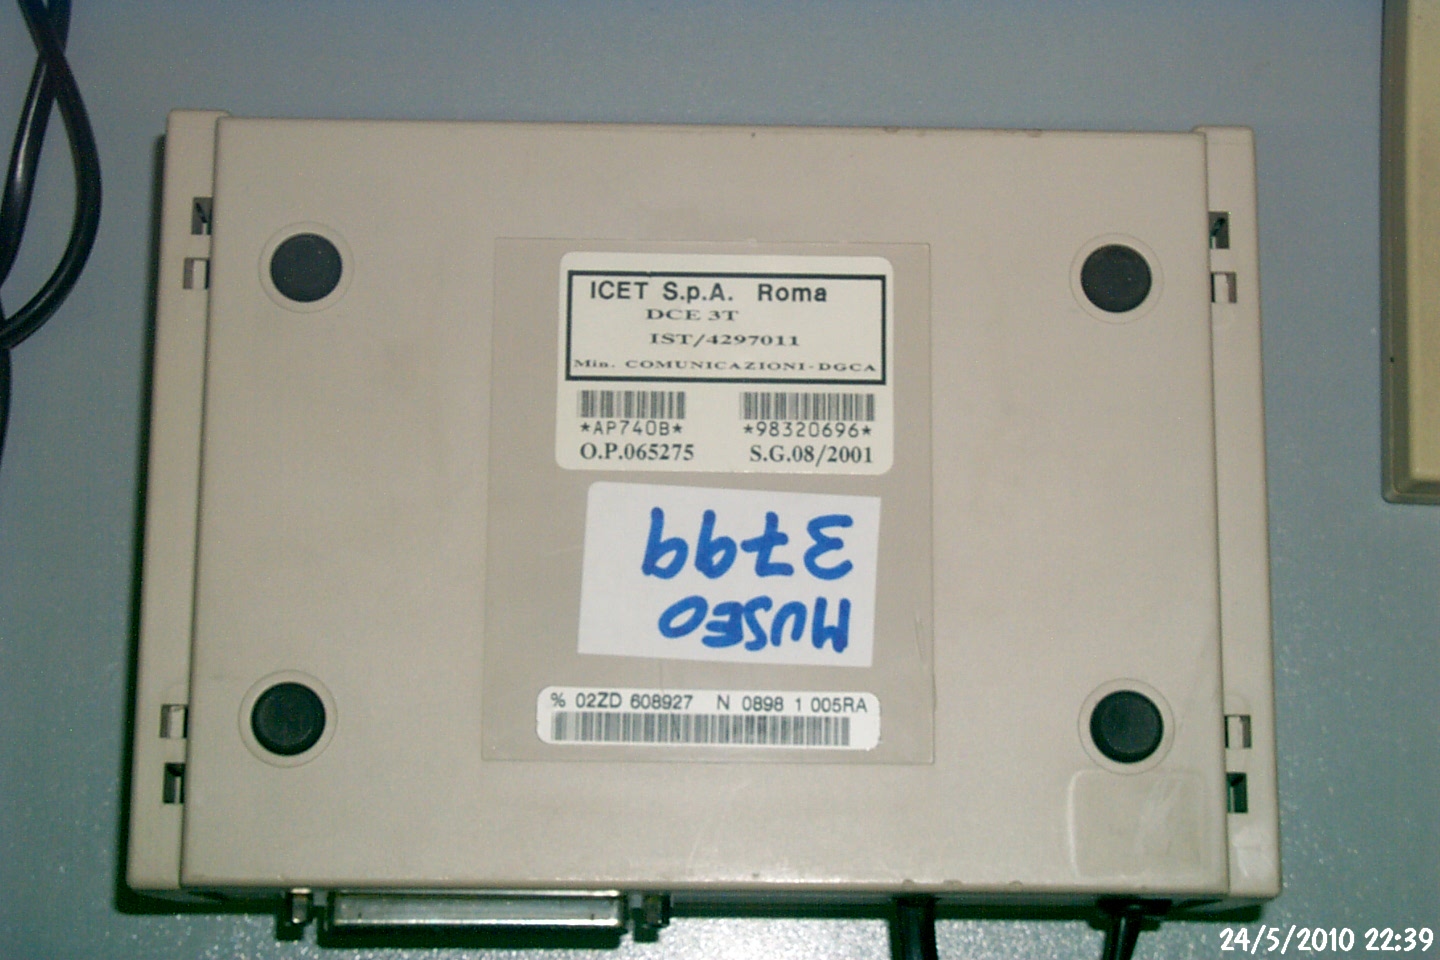 ICET S.p.A. Roma
DCE 3T
IST/4297011
Min. COMUNICAZIONI-DGCA
*AP740B* *98320696*
O.P.065275 S.G.08/2001
MUSEO
3799
% 02ZD 608927 N 0898 1 005RA
24/5/2010 22:39